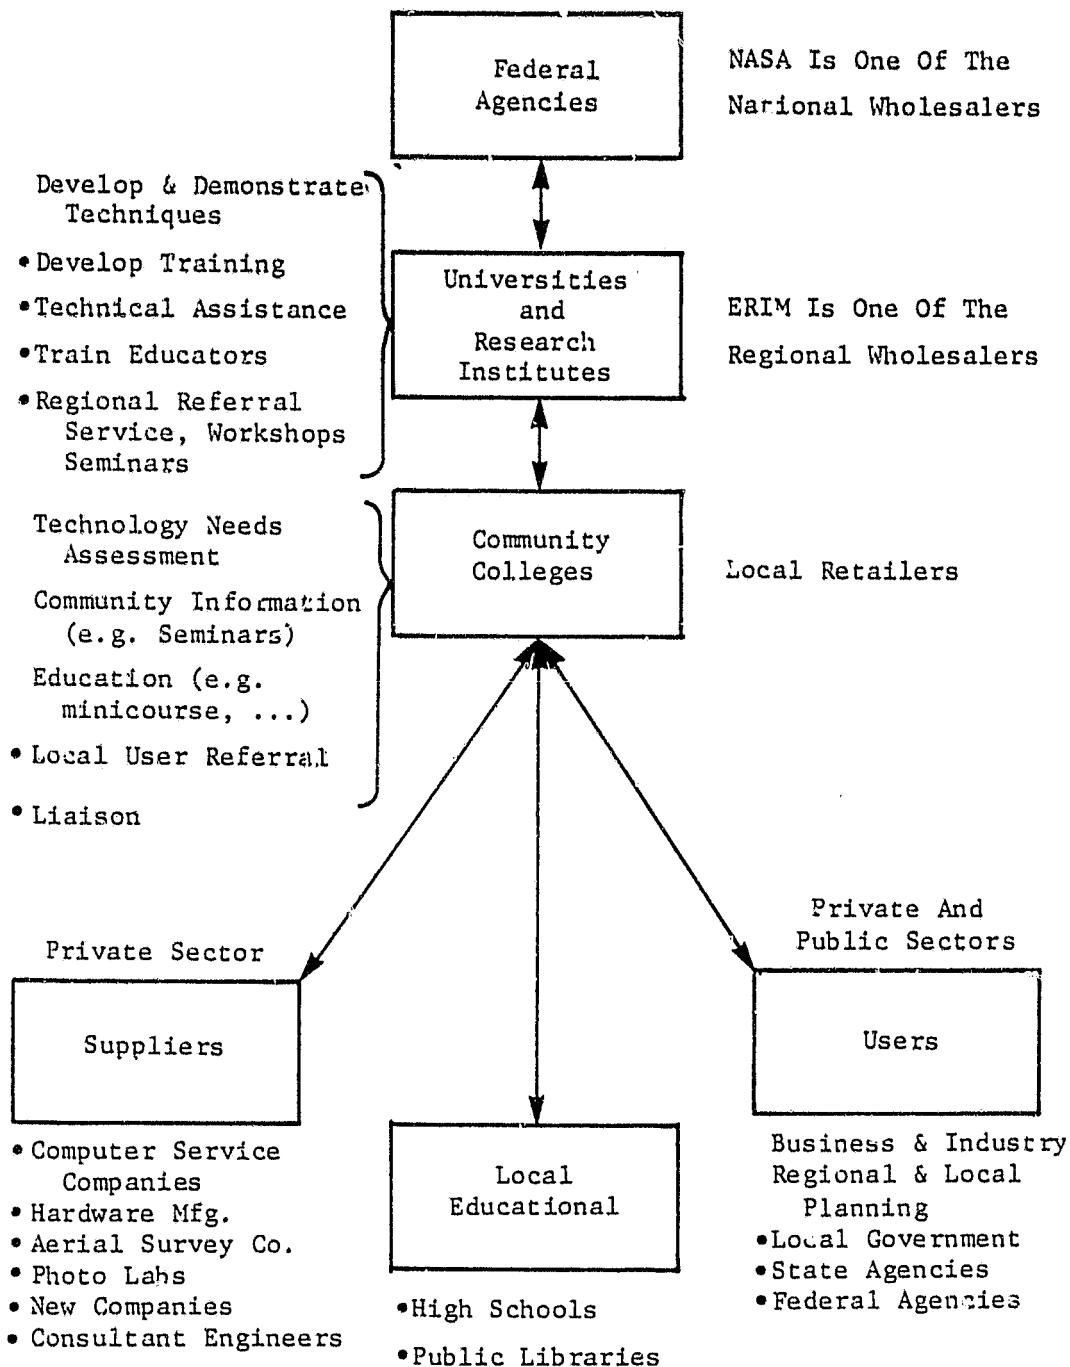 Federal
Agencies
NASA Is One Of The
National Wholesalers
Develop & Demonstrate
Techniques
•Develop Training
•Technical Assistance
•Train Educators
•Regional Referral
Service, Workshops
Seminars
Universities
and
Research
Institutes
ERIM Is One Of The
Regional Wholesalers
Technology Needs
Assessment
Community Information
(e.g. Seminars)
Education (e.g.
minicourse, ...)
• Local User Referral
• Liaison
Community
Colleges
Local Retailers
Private Sector
Suppliers
• Computer Service
Companies
• Hardware Mfg.
• Aerial Survey Co.
• Photo Labs
• New Companies
• Consultant Engineers
Local
Educational
•High Schools
•Public Libraries
Private And
Public Sectors
Users
Business & Industry
Regional & Local
Planning
•Local Government
•State Agencies
•Federal Agencies